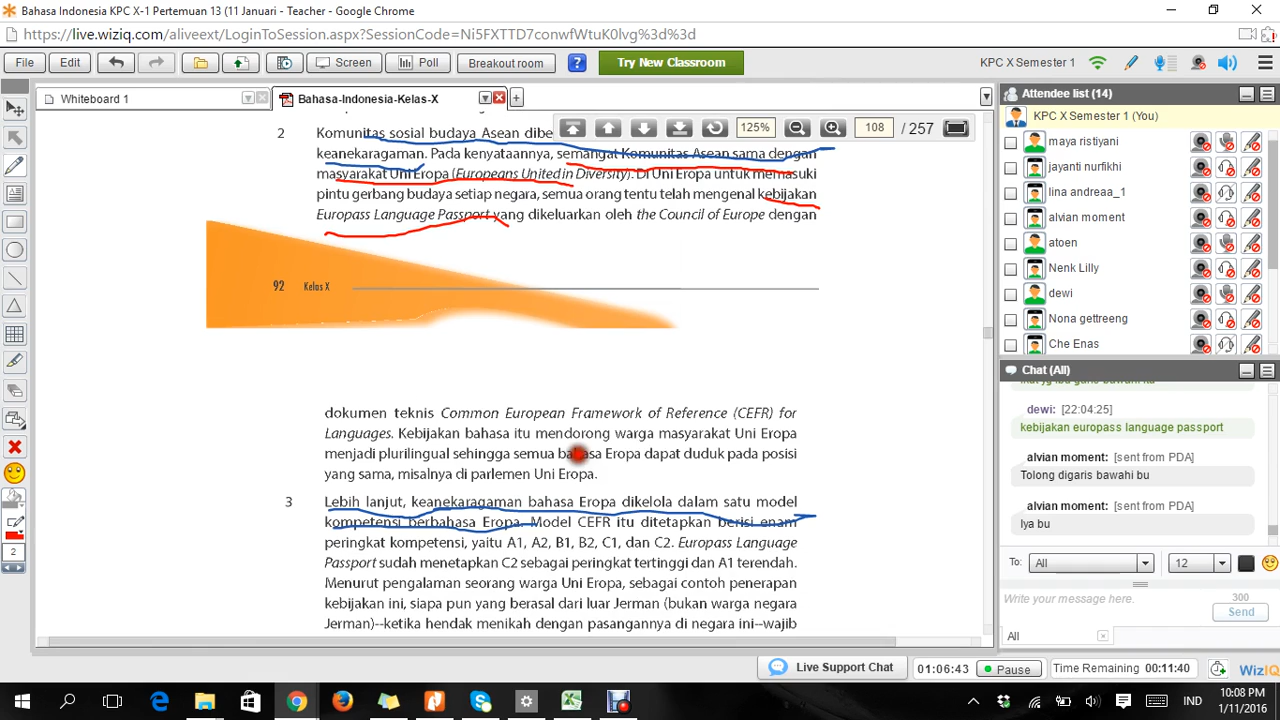 Bahasa Indonesia KPC X-1 Pertemuan 13 (11 Januari - Teacher - Google Chrome
https://live.wiziq.com/aliveext/LoginToSession.aspx?SessionCode=Ni5FXTTD7conwfWtuK0lvg%3d%3d
File Edit Screen Poll Breakout room ? Try New Classroom KPC X Semester 1
Whiteboard 1 Bahasa-Indonesia-Kelas-X
125% 108 / 257
2 Komunitas sosial budaya Asean dibe
keanekaragaman. Pada kenyataannya, semangat Komunitas Asean sama dengan
masyarakat Uni Eropa (Europeans United in Diversity). Di Uni Eropa untuk memasuki
pintu gerbang budaya setiap negara, semua orang tentu telah mengenal kebijakan
Europass Language Passport yang dikeluarkan oleh the Council of Europe dengan
92 Kelas X
dokumen teknis Common European Framework of Reference (CEFR) for
Languages. Kebijakan bahasa itu mendorong warga masyarakat Uni Eropa
menjadi plurilingual sehingga semua bahasa Eropa dapat duduk pada posisi
yang sama, misalnya di parlemen Uni Eropa.
3 Lebih lanjut, keanekaragaman bahasa Eropa dikelola dalam satu model
kompetensi berbahasa Eropa. Model CEFR itu ditetapkan berisi enam
peringkat kompetensi, yaitu A1, A2, B1, B2, C1, dan C2. Europass Language
Passport sudah menetapkan C2 sebagai peringkat tertinggi dan A1 terendah.
Menurut pengalaman seorang warga Uni Eropa, sebagai contoh penerapan
kebijakan ini, siapa pun yang berasal dari luar Jerman (bukan warga negara
Jerman)--ketika hendak menikah dengan pasangannya di negara ini--wajib
Attendee list (14)
KPC X Semester 1 (You)
maya ristiyani
jayanti nurfikhi
lina andreaa_1
alvian moment
atoen
Nenk Lilly
dewi
Nona gettreeng
Che Enas
Chat (All)
dewi: [22:04:25]
kebijakan europass language passport
alvian moment: [sent from PDA]
Tolong digaris bawahi bu
alvian moment: [sent from PDA]
Iya bu
To: All 12
Write your message here. 300
Send
All
Live Support Chat 01:06:43 Pause Time Remaining 00:11:40 WizIQ
2
IND 10:08 PM
1/11/2016